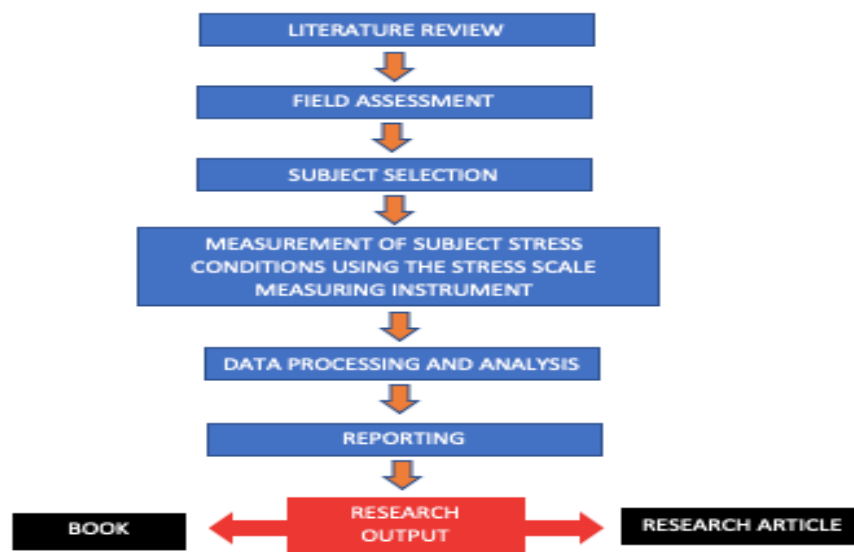 LITERATURE REVIEW
FIELD ASSESSMENT
SUBJECT SELECTION
MEASUREMENT OF SUBJECT STRESS
CONDITIONS USING THE STRESS SCALE
MEASURING INSTRUMENT
DATA PROCESSING AND ANALYSIS
REPORTING
BOOK
RESEARCH
OUTPUT
RESEARCH ARTICLE